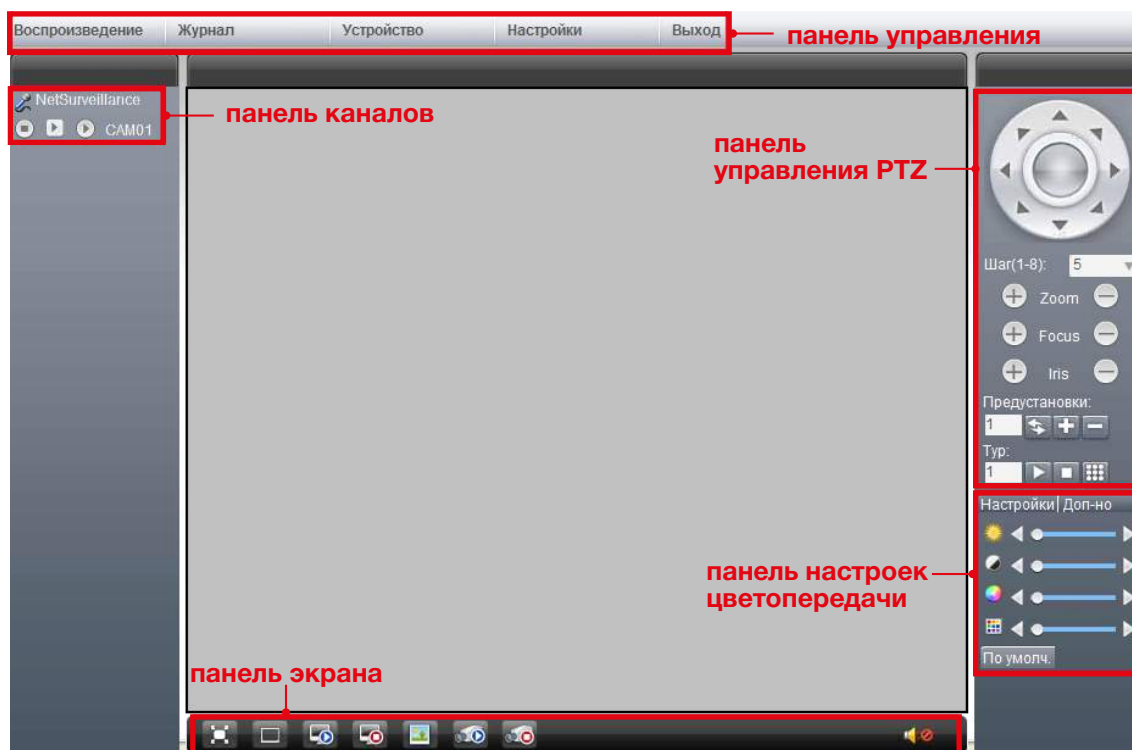 Воспроизведение Журнал Устройство Настройки Выход
панель управления
NetSurveillance
CAM01
панель каналов
панель
управления PTZ
Шаг(1-8): 5
Zoom
Focus
Iris
Предустановки:
1
Тур:
1
Настройки Доп-но
панель настроек
цветопередачи
По умолч.
панель экрана